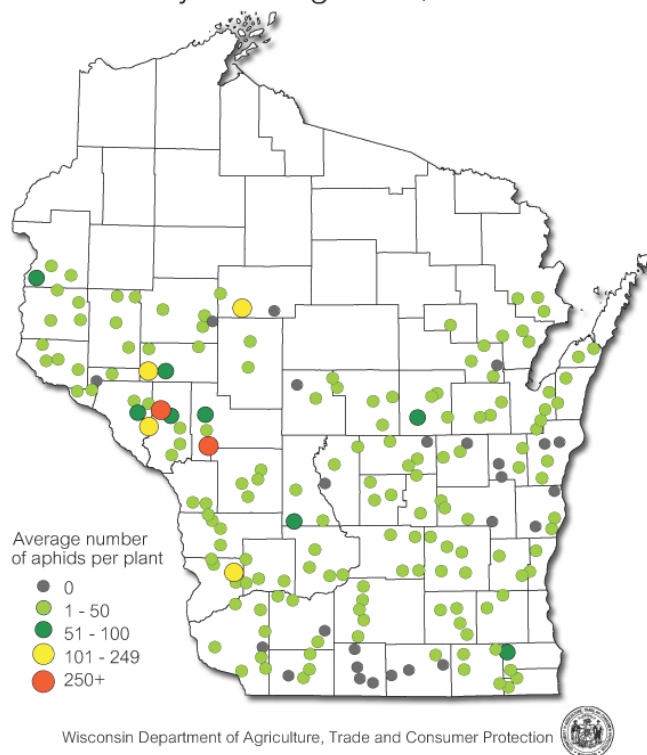 Average number
of aphids per plant
0
1 - 50
51 - 100
101 - 249
250+
Wisconsin Department of Agriculture, Trade and Consumer Protection